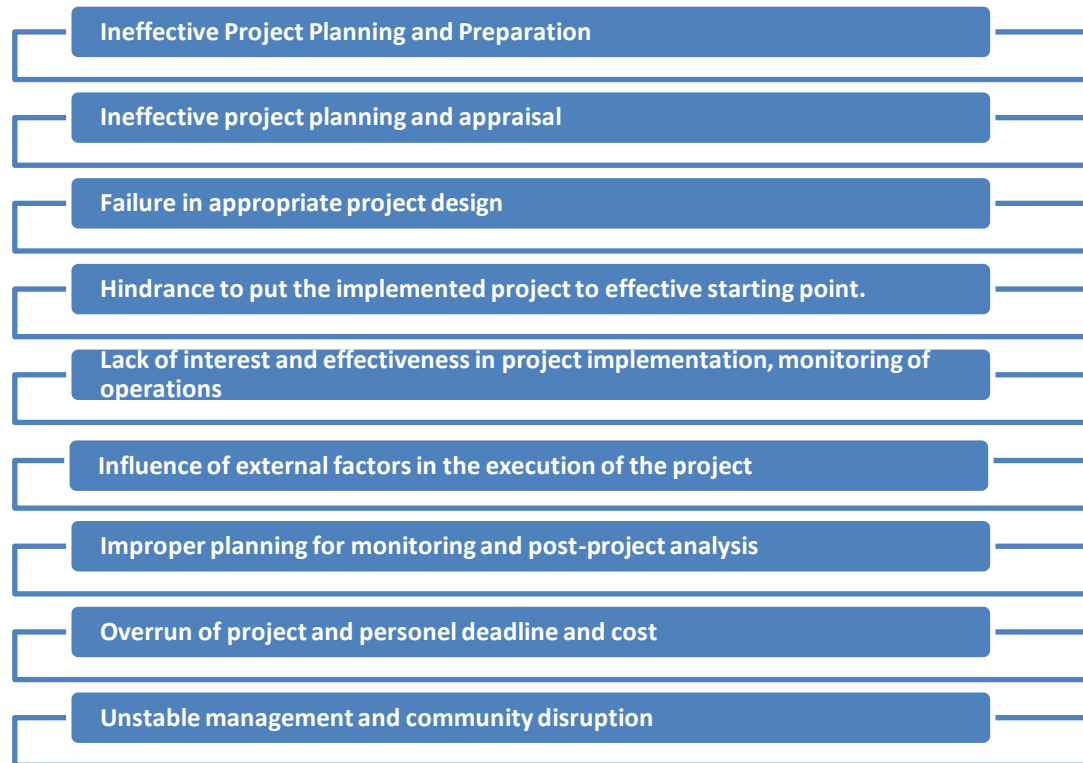 Ineffective Project Planning and Preparation
Ineffective project planning and appraisal
Failure in appropriate project design
Hindrance to put the implemented project to effective starting point.
Lack of interest and effectiveness in project implementation, monitoring of
operations
Influence of external factors in the execution of the project
Improper planning for monitoring and post-project analysis
Overrun of project and personel deadline and cost
Unstable management and community disruption